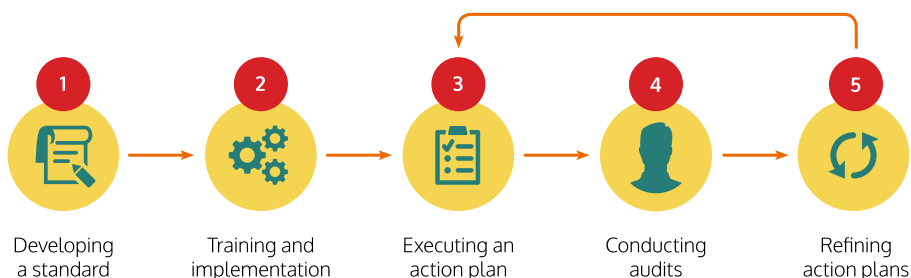 1
2
3
4
5
Developing
a standard
Training and
implementation
Executing an
action plan
Conducting
audits
Refining
action plans